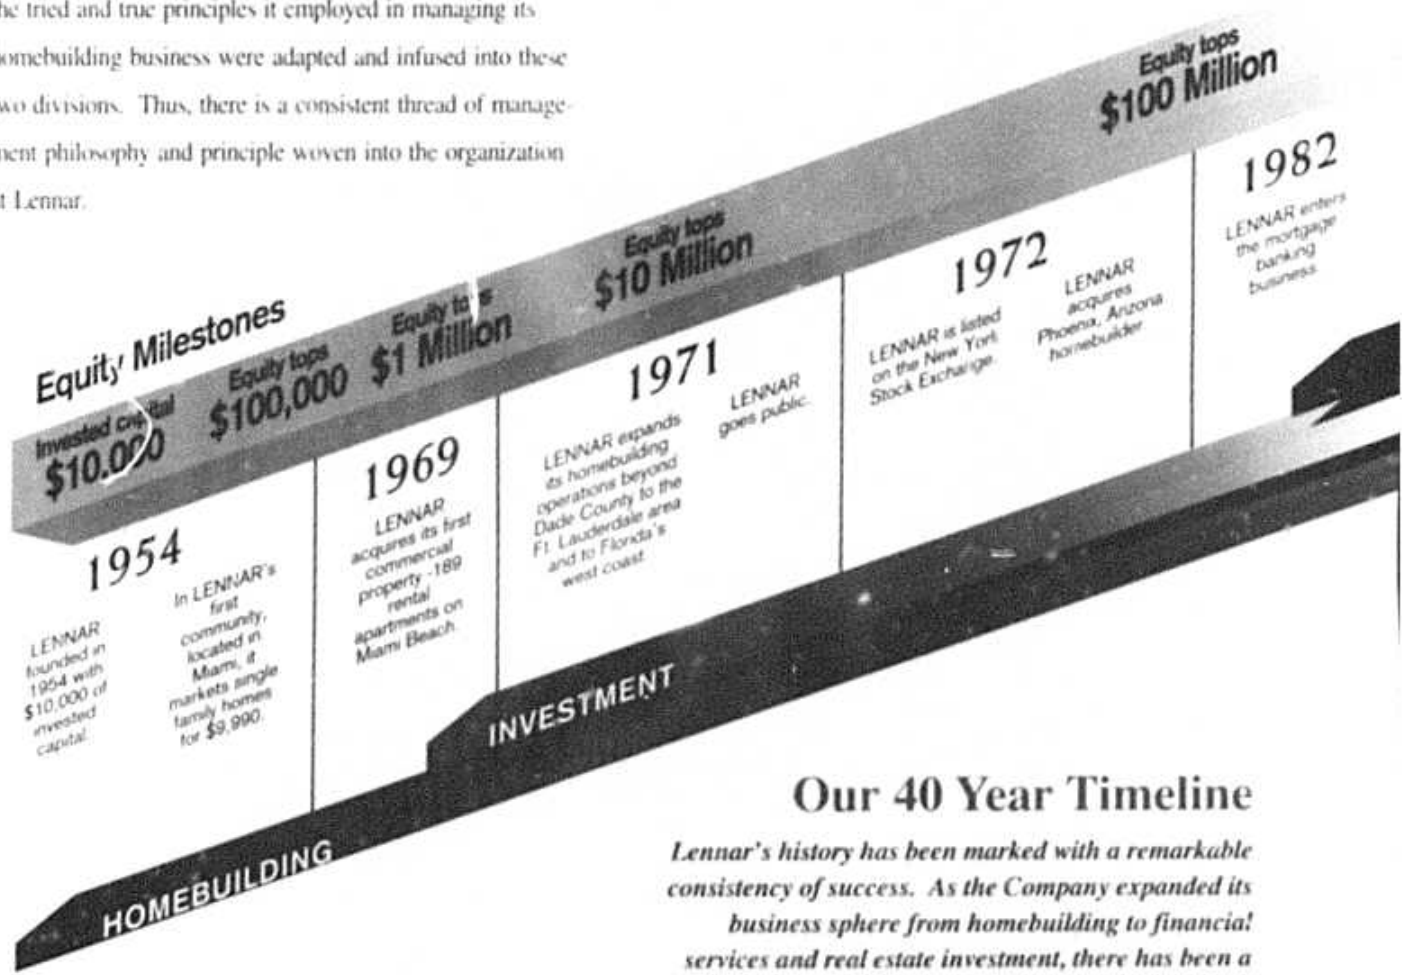 he tried and true principles it employed in managing its
omebuilding business were adapted and infused into these
wo divisions. Thus, there is a consistent thread of manage-
nent philosophy and principle woven into the organization
t Lennar.
Equity Milestones
Invested capital
$10.000
Equity tops
$100,000
Equity tops
$1 Million
Equity tops
$10 Million
Equity tops
$100 Million
1954
LENNAR
founded in
1954 with
$10,000 of
invested
capital.
In LENNAR's
first
community,
located in
Miami, it
markets single
family homes
for $9,990.
1969
LENNAR
acquires its first
commercial
property -189
rental
apartments on
Miami Beach.
1971
LENNAR expands
its homebuilding
operations beyond
Dade County to the
Ft. Lauderdale area
and to Florida's
west coast.
LENNAR
goes public.
1972
LENNAR is listed
on the New York
Stock Exchange.
LENNAR
acquires
Phoenix, Arizona
homebuilder.
1982
LENNAR enters
the mortgage
banking
business.
HOMEBUILDING
INVESTMENT
Our 40 Year Timeline
Lennar's history has been marked with a remarkable
consistency of success. As the Company expanded its
business sphere from homebuilding to financial
services and real estate investment, there has been a